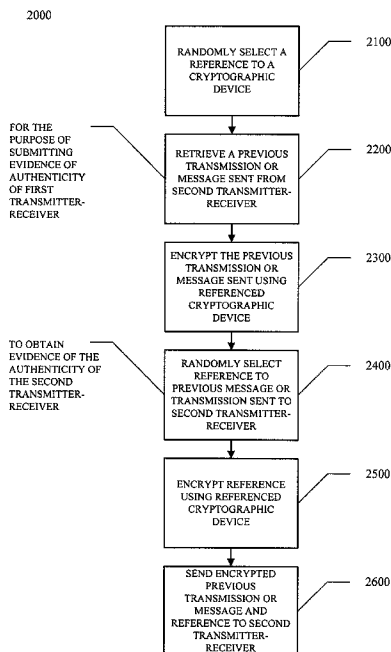 2000
RANDOMLY SELECT A
REFERENCE TO A
CRYPTOGRAPHIC
DEVICE
2100
FOR THE
PURPOSE OF
SUBMITTING
EVIDENCE OF
AUTHENTICITY
OF FIRST
TRANSMITTER-
RECEIVER
RETRIEVE A PREVIOUS
TRANSMISSION OR
MESSAGE SENT FROM
SECOND TRANSMITTER-
RECEIVER
2200
ENCRYPT THE PREVIOUS
TRANSMISSION OR
MESSAGE SENT USING
REFERENCED
CRYPTOGRAPHIC
DEVICE
2300
TO OBTAIN
EVIDENCE OF THE
AUTHENTICITY OF
THE SECOND
TRANSMITTER-
RECEIVER
RANDOMLY SELECT
REFERENCE TO
PREVIOUS MESSAGE OR
TRANSMISSION SENT TO
SECOND TRANSMITTER-
RECEIVER
2400
ENCRYPT REFERENCE
USING REFERENCED
CRYPTOGRAPHIC
DEVICE
2500
SEND ENCRYPTED
PREVIOUS
TRANSMISSION OR
MESSAGE AND
REFERENCE TO SECOND
TRANSMITTER-
RECEIVER
2600